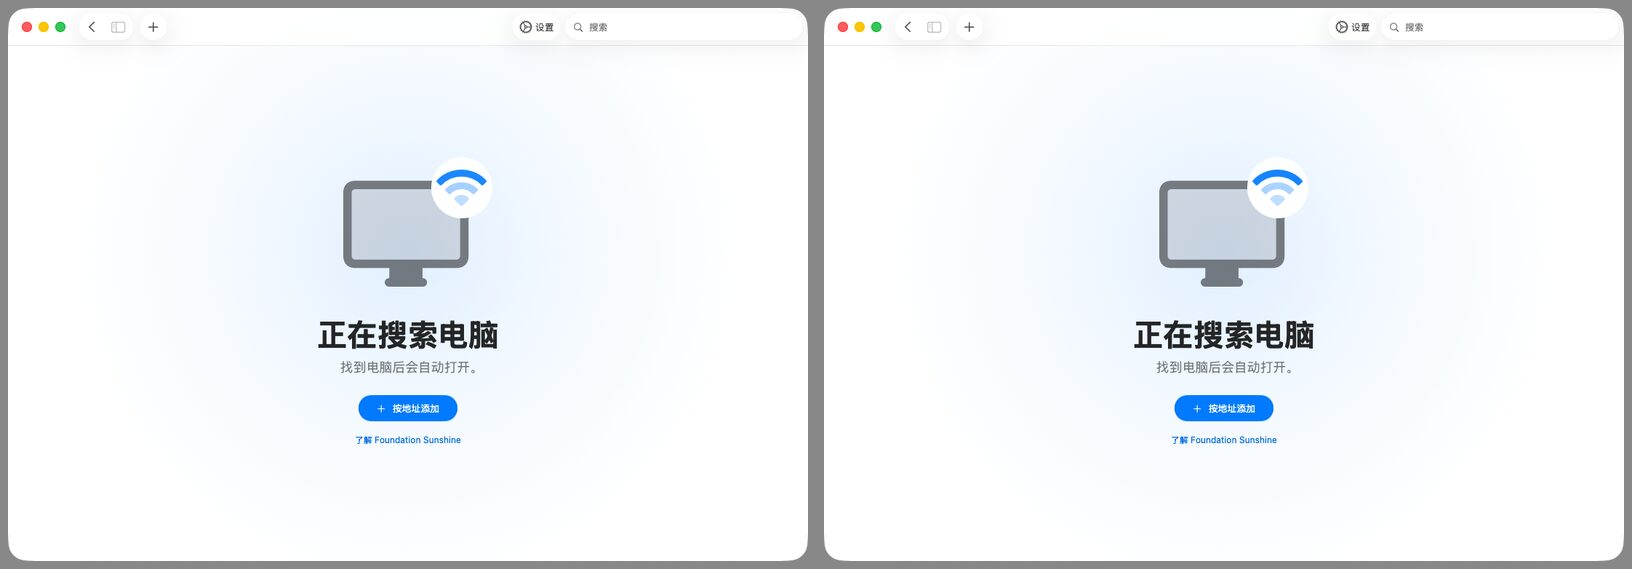 设置
搜索
正在搜索电脑
找到电脑后会自动打开。
按地址添加
了解 Foundation Sunshine
设置
搜索
正在搜索电脑
找到电脑后会自动打开。
按地址添加
了解 Foundation Sunshine